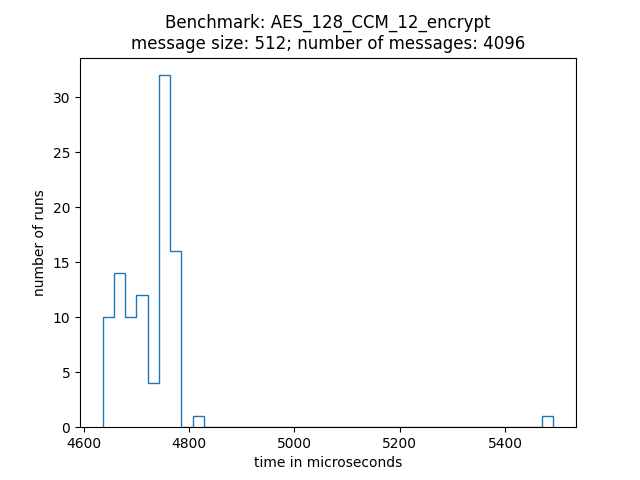 Benchmark: AES_128_CCM_12_encrypt
message size: 512; number of messages: 4096
30
25
20
15
10
5
0
number of runs
4600 4800 5000 5200 5400
time in microseconds